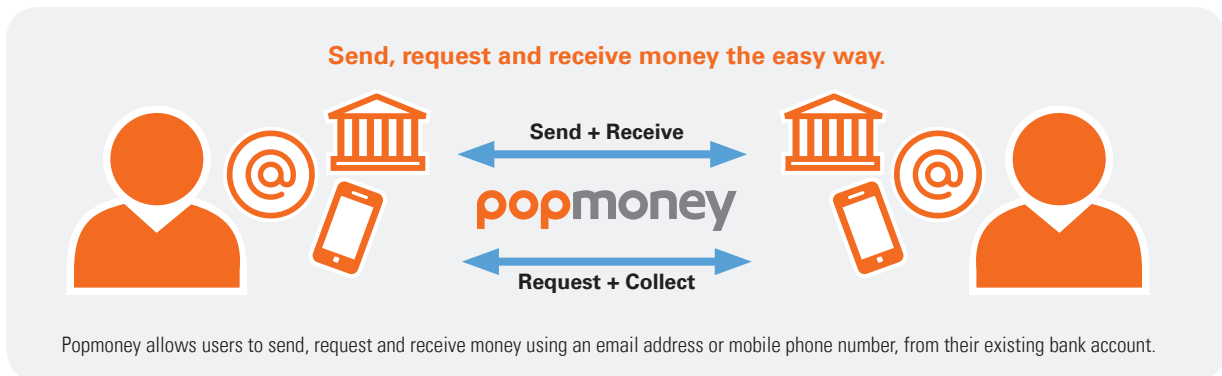 Send, request and receive money the easy way.
Send + Receive
@
@
popmoney
Request + Collect
Popmoney allows users to send, request and receive money using an email address or mobile phone number, from their existing bank account.